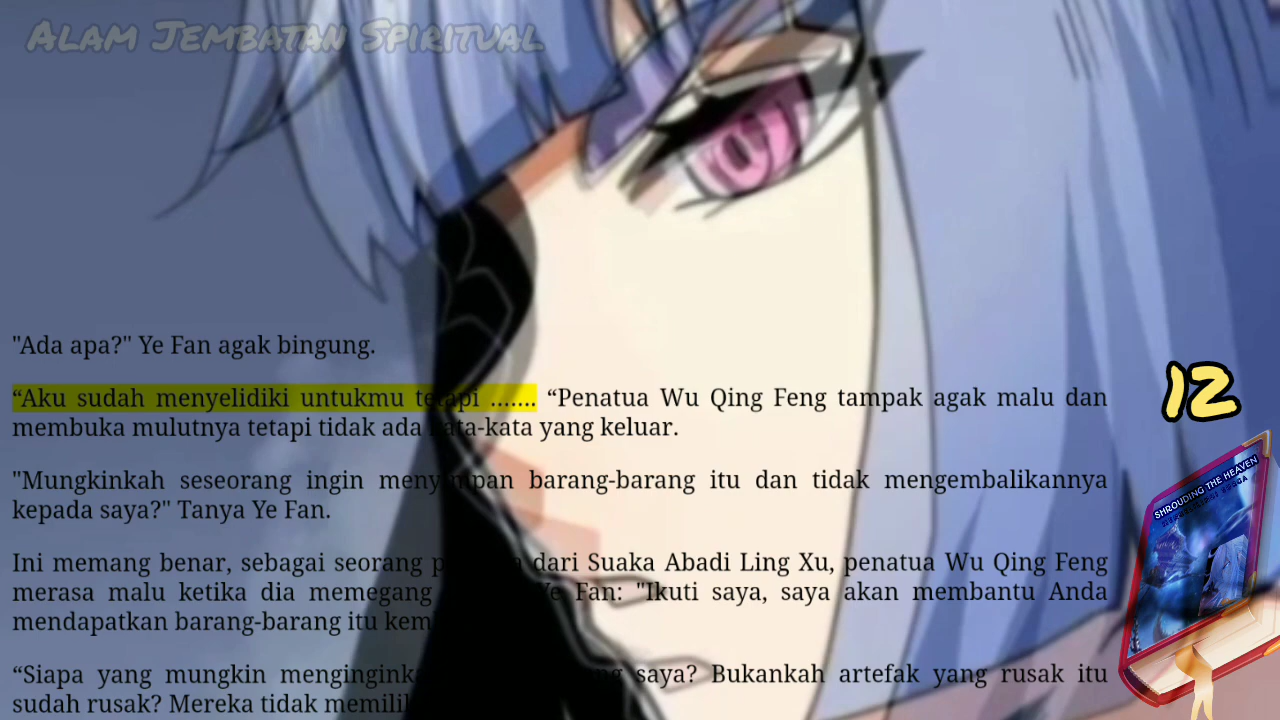 Alam Jembatan Spiritual
"Ada apa?" Ye Fan agak bingung.
“Aku sudah menyelidiki untukmu tetapi ……. “Penatua Wu Qing Feng tampak agak malu dan
membuka mulutnya tetapi tidak ada kata-kata yang keluar.
12
"Mungkinkah seseorang ingin menyimpan barang-barang itu dan tidak mengembalikannya
kepada saya?" Tanya Ye Fan.
SHROUDING THE HEAVEN
Ini memang benar, sebagai seorang dari Suaka Abadi Ling Xu, penatua Wu Qing Feng
merasa malu ketika dia memegang Ye Fan: "Ikuti saya, saya akan membantu Anda
mendapatkan barang-barang itu
“Siapa yang mungkin saya? Bukankah artefak yang rusak itu
sudah rusak? Mereka tidak